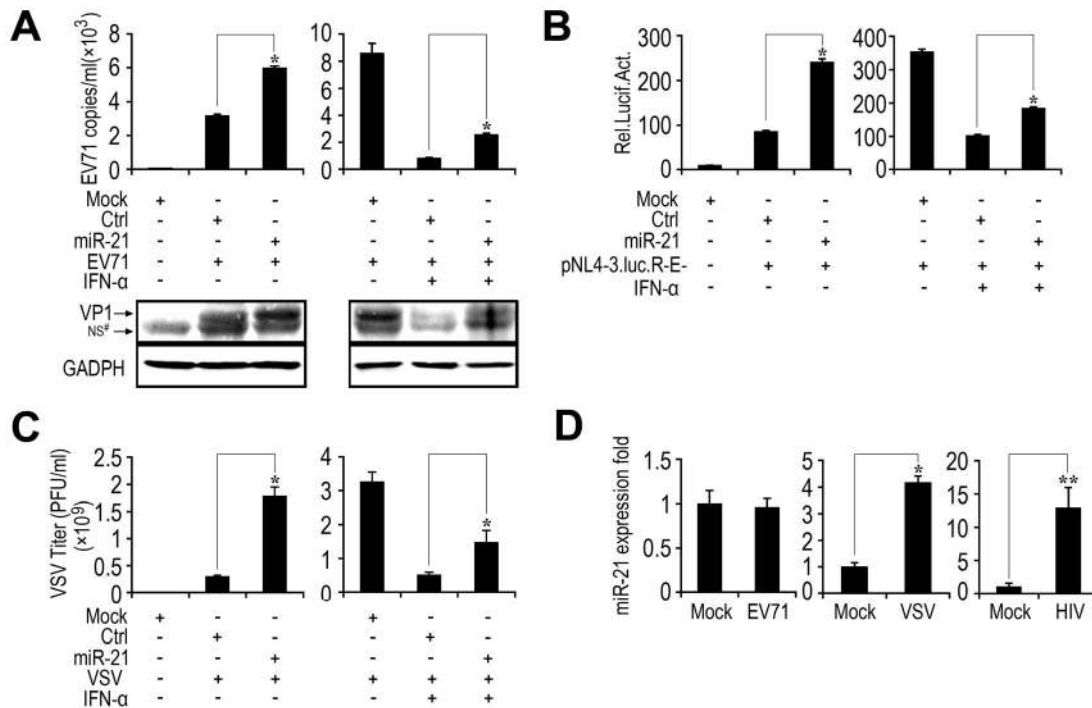 A
EV71 copies/ml(×10³)
8
6
4
2
0
*
10
8
6
4
2
0
*
Mock + - - + - -
Ctrl - + - - + -
miR-21 - - + - - +
EV71 - + + + + +
IFN-α - - - - + +
VP1
NS#
GADPH
B
Rel.Lucif.Act.
300
200
100
0
*
400
300
200
100
0
*
Mock + - - + - -
Ctrl - + - - + -
miR-21 - - + - - +
pNL4-3.luc.R-E- - + + + + +
IFN-α - - - - + +
C
VSV Titer (PFU/ml)
(×10⁹)
2.5
2
1.5
1
0.5
0
*
4
3
2
1
0
*
Mock + - - + - -
Ctrl - + - - + -
miR-21 - - + - - +
VSV - + + + + +
IFN-α - - - - + +
D
miR-21 expression fold
1.5
1
0.5
0
Mock EV71
5
4
3
2
1
0
*
Mock VSV
20
15
10
5
0
**
Mock HIV